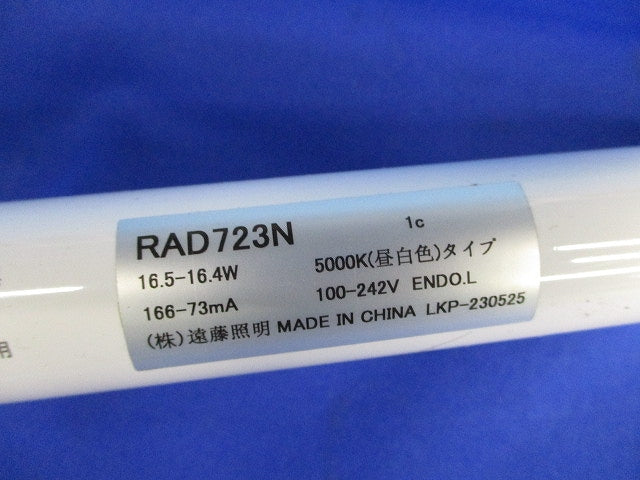 RAD723N 1c
16.5-16.4W 5000K(昼白色)タイプ
166-73mA 100-242V ENDO.L
(株)遠藤照明 MADE IN CHINA LKP-230525
用